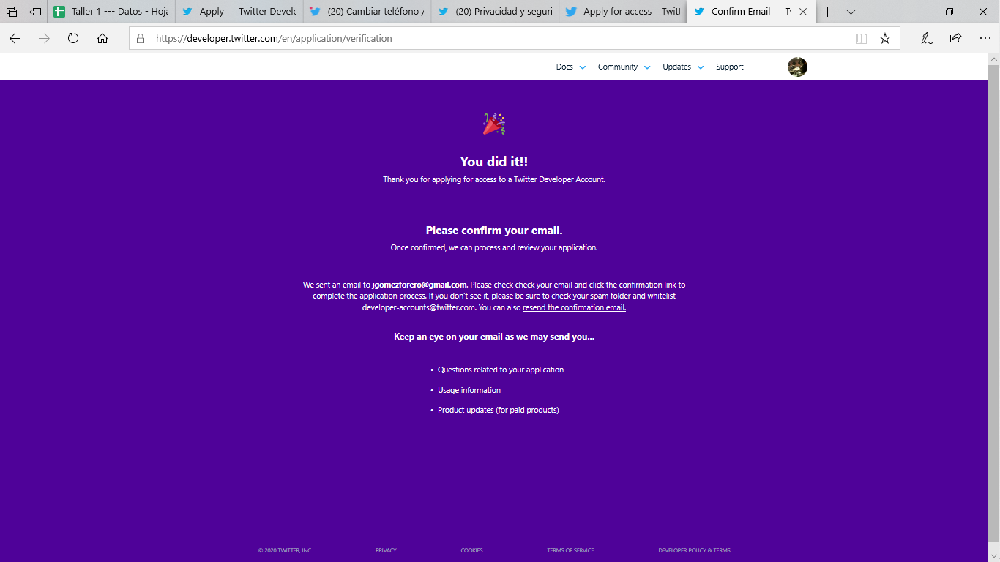 Taller 1 --- Datos - Hoja
Apply — Twitter Develo
(20) Cambiar teléfono /
(20) Privacidad y seguri
Apply for access – Twitt
Confirm Email — Tw
https://developer.twitter.com/en/application/verification
Docs
Community
Updates
Support
You did it!!
Thank you for applying for access to a Twitter Developer Account.
Please confirm your email.
Once confirmed, we can process and review your application.
We sent an email to jgomezforero@gmail.com. Please check check your email and click the confirmation link to
complete the application process. If you don't see it, please be sure to check your spam folder and whitelist
developer-accounts@twitter.com. You can also resend the confirmation email.
Keep an eye on your email as we may send you...
• Questions related to your application
• Usage information
• Product updates (for paid products)
© 2020 TWITTER, INC
PRIVACY
COOKIES
TERMS OF SERVICE
DEVELOPER POLICY & TERMS